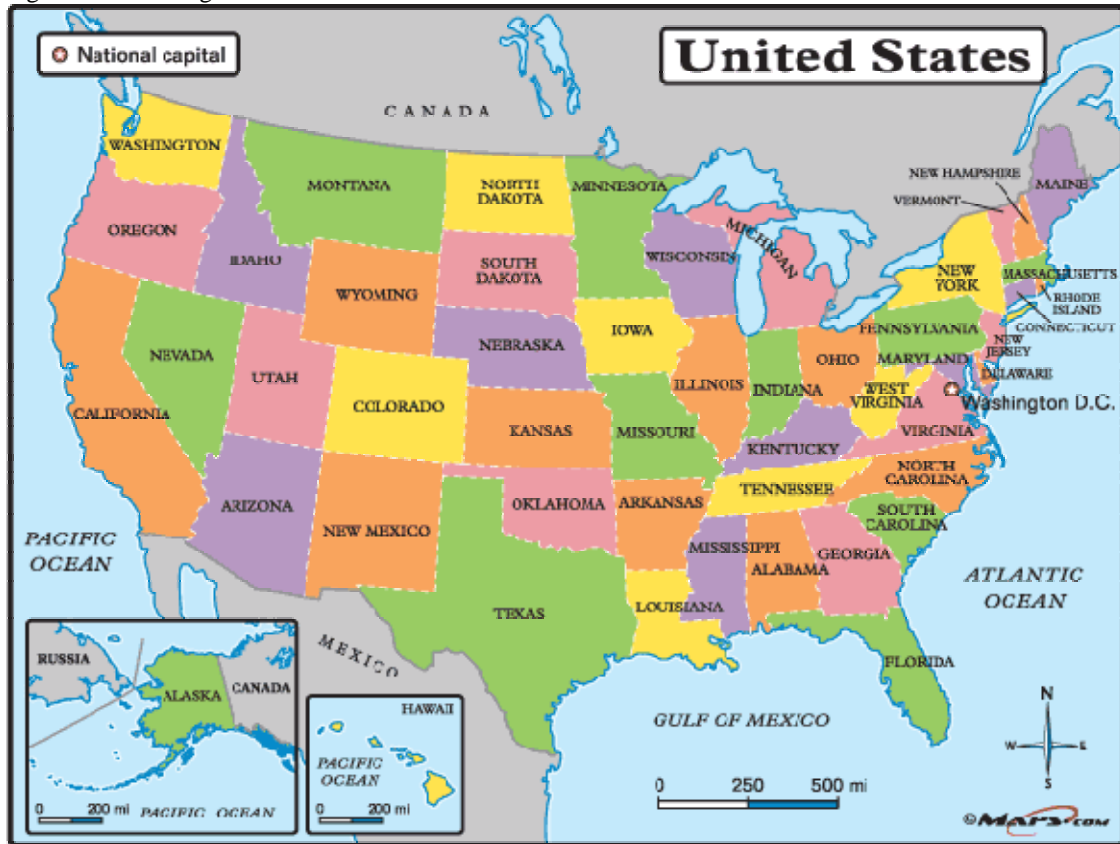 National capital
United States
CANADA
WASHINGTON
MONTANA
NORTH
DAKOTA
MINNESOTA
NEW HAMPSHIRE
VERMONT
MAINE
OREGON
IDAHO
SOUTH
DAKOTA
WISCONSIN
MICHIGAN
WYOMING
NEW
YORK
MASSACHUSETTS
RHODE
ISLAND
CONNECTICUT
IOWA
NEBRASKA
PENNSYLVANIA
NEW
JERSEY
NEVADA
UTAH
COLORADO
ILLINOIS
INDIANA
OHIO
MARYLAND
DELAWARE
WEST
VIRGINIA
Washington D.C.
CALIFORNIA
KANSAS
MISSOURI
KENTUCKY
VIRGINIA
ARIZONA
NEW MEXICO
OKLAHOMA
ARKANSAS
TENNESSEE
NORTH
CAROLINA
SOUTH
CAROLINA
PACIFIC
OCEAN
MISSISSIPPI
ALABAMA
GEORGIA
ATLANTIC
OCEAN
TEXAS
LOUISIANA
MEXICO
FLORIDA
RUSSIA
ALASKA
CANADA
0 200 mi
PACIFIC OCEAN
HAWAII
PACIFIC
OCEAN
0 200 mi
GULF OF MEXICO
0 250 500 mi
N
W E
S
©Maps.com